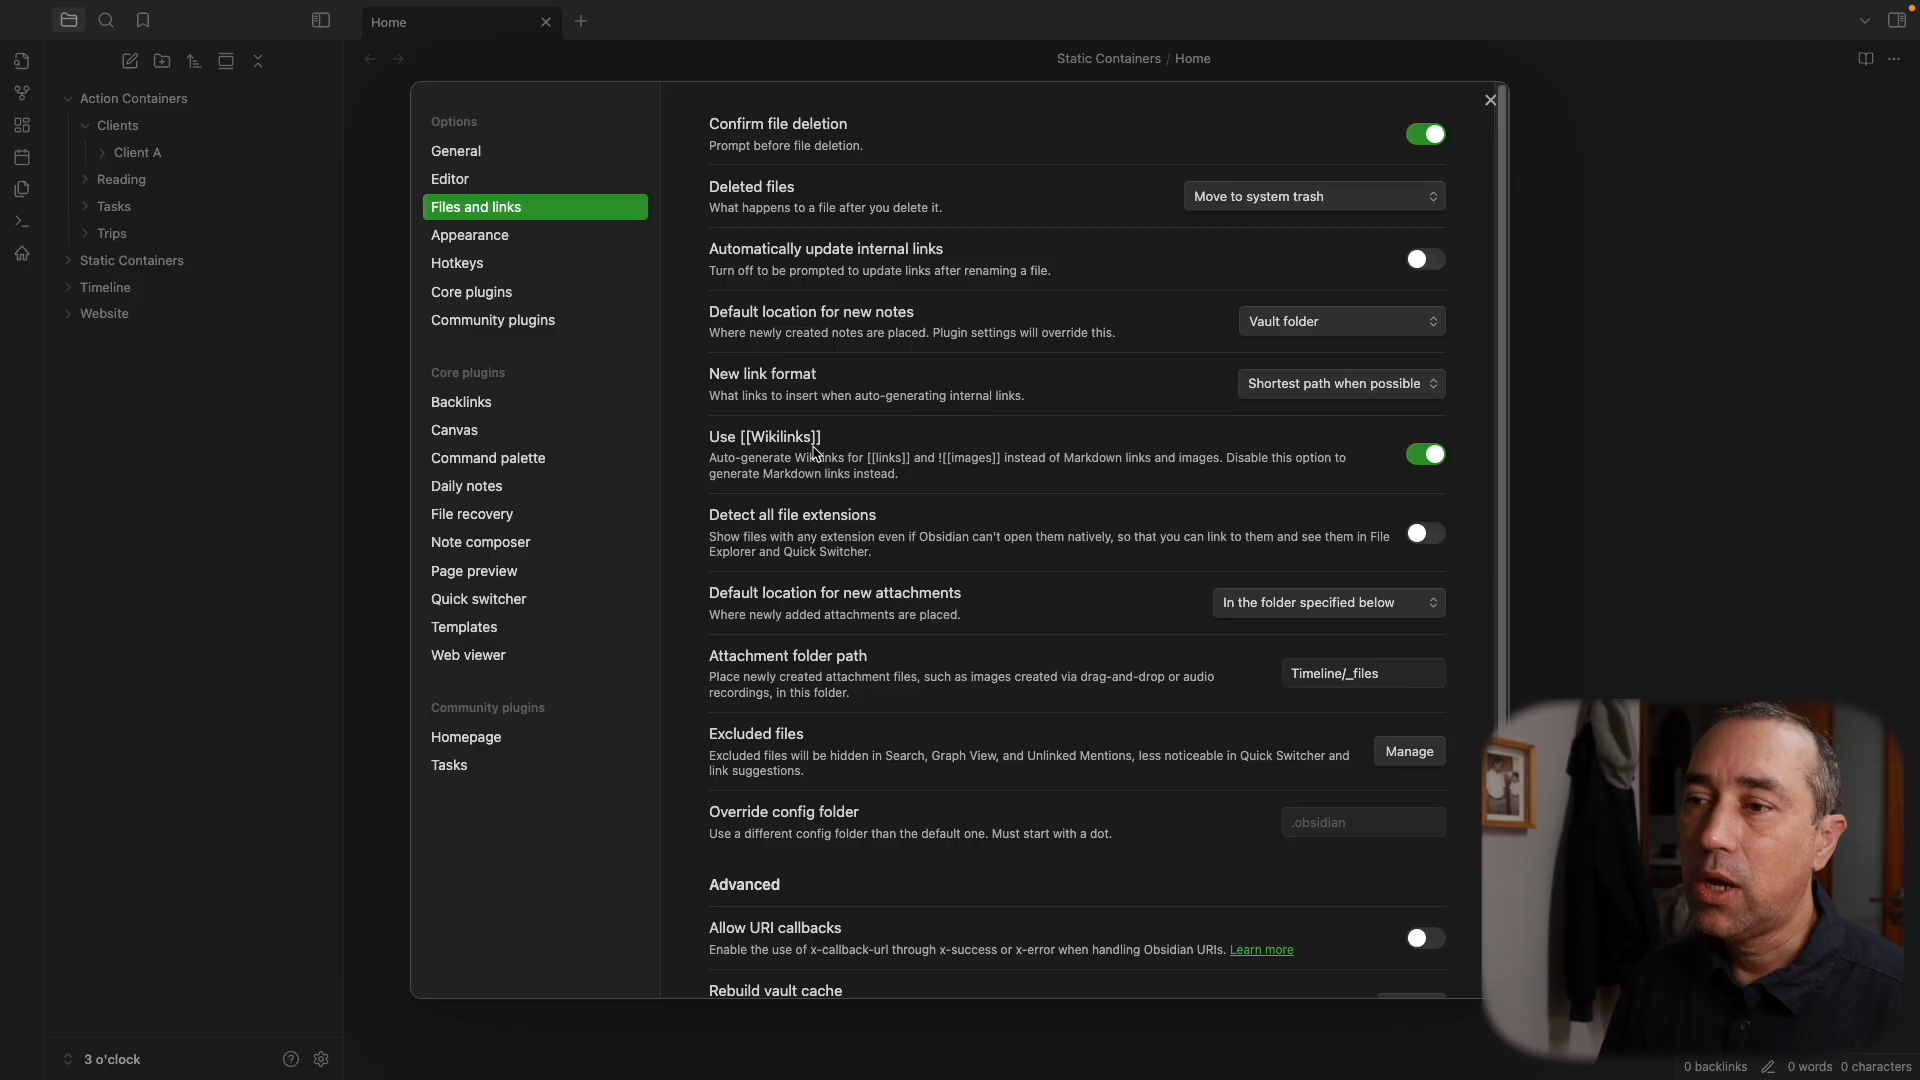 Home
Static Containers / Home
Action Containers
Clients
Client A
Reading
Tasks
Trips
Static Containers
Timeline
Website
3 o'clock
Options
General
Editor
Files and links
Appearance
Hotkeys
Core plugins
Community plugins
Core plugins
Backlinks
Canvas
Command palette
Daily notes
File recovery
Note composer
Page preview
Quick switcher
Templates
Web viewer
Community plugins
Homepage
Tasks
Confirm file deletion
Prompt before file deletion.
Deleted files
What happens to a file after you delete it.
Move to system trash
Automatically update internal links
Turn off to be prompted to update links after renaming a file.
Default location for new notes
Where newly created notes are placed. Plugin settings will override this.
Vault folder
New link format
What links to insert when auto-generating internal links.
Shortest path when possible
Use [[Wikilinks]]
Auto-generate Wikilinks for [[links]] and ![[images]] instead of Markdown links and images. Disable this option to
generate Markdown links instead.
Detect all file extensions
Show files with any extension even if Obsidian can't open them natively, so that you can link to them and see them in File
Explorer and Quick Switcher.
Default location for new attachments
Where newly added attachments are placed.
In the folder specified below
Attachment folder path
Place newly created attachment files, such as images created via drag-and-drop or audio
recordings, in this folder.
Timeline/_files
Excluded files
Excluded files will be hidden in Search, Graph View, and Unlinked Mentions, less noticeable in Quick Switcher and
link suggestions.
Manage
Override config folder
Use a different config folder than the default one. Must start with a dot.
.obsidian
Advanced
Allow URI callbacks
Enable the use of x-callback-url through x-success or x-error when handling Obsidian URIs. Learn more
Rebuild vault cache
0 backlinks
0 words 0 characters